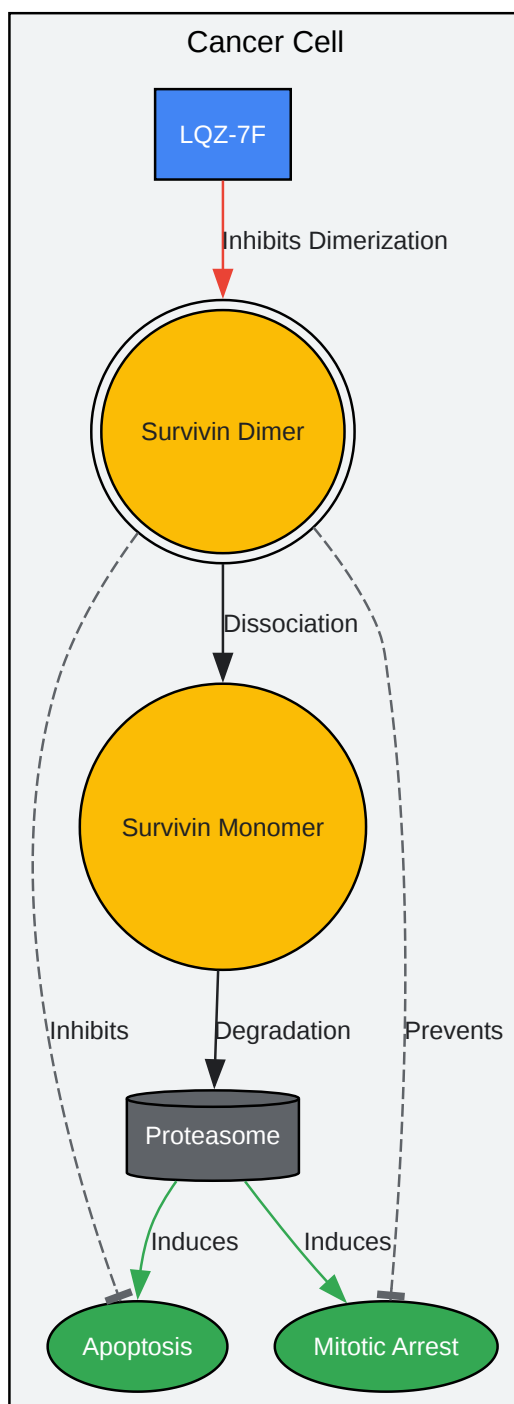 Cancer Cell
LQZ-7F
Inhibits Dimerization
Survivin Dimer
Dissociation
Survivin Monomer
Inhibits
Degradation
Prevents
Proteasome
Induces
Induces
Apoptosis
Mitotic Arrest